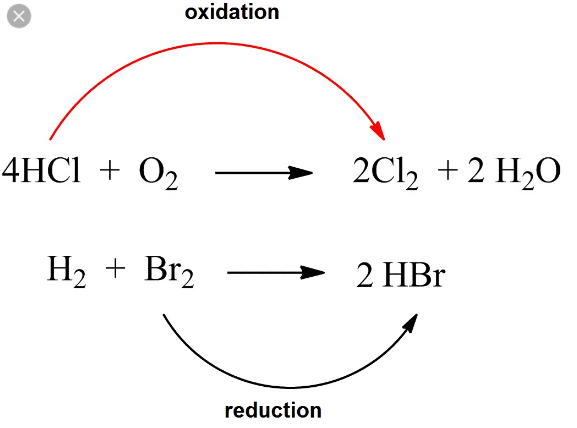 oxidation
4HCl + O₂ ⟶ 2Cl₂ + 2 H₂O
H₂ + Br₂ ⟶ 2 HBr
reduction